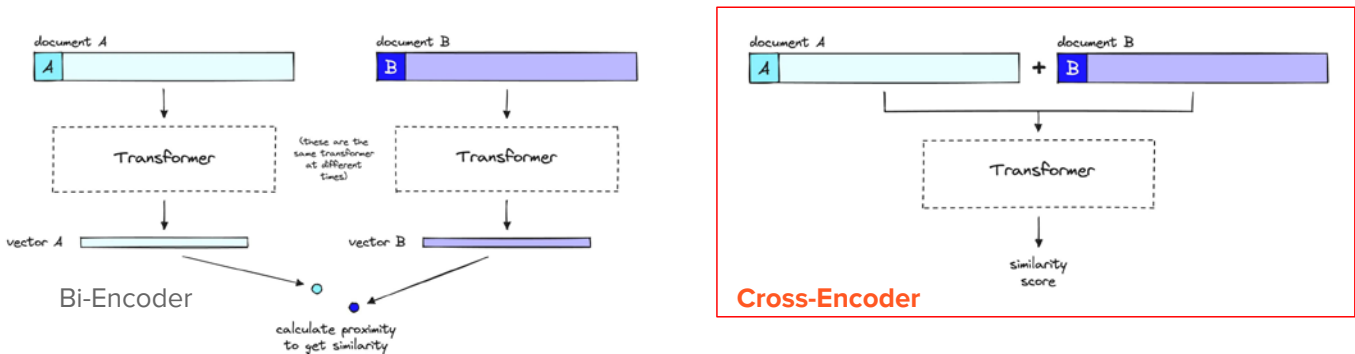 document A
A
Transformer
vector A
document B
B
Transformer
vector B
(these are the
same transformer
at different
times)
calculate proximity
to get similarity
Bi-Encoder
document A
A
+
document B
B
Transformer
similarity
score
Cross-Encoder